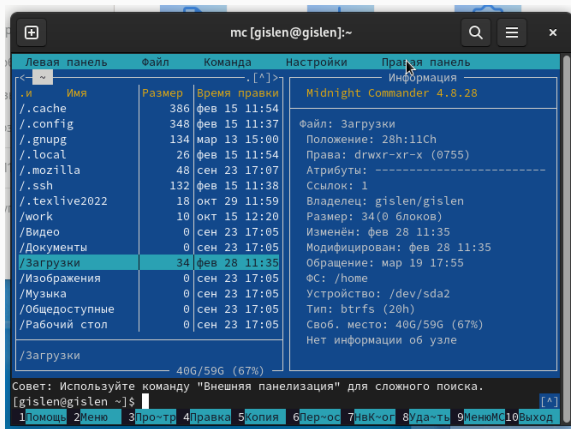 mc [gislen@gislen]:~
Левая панель Файл Команда Настройки Правая панель
<- ~ .[^]>
.и Имя Размер Время правки
/.cache 386 фев 15 11:54
/.config 348 фев 15 11:37
/.gnupg 134 мар 13 15:00
/.local 26 фев 15 11:54
/.mozilla 48 сен 23 17:07
/.ssh 132 фев 15 11:38
/.texlive2022 18 окт 29 11:59
/work 10 окт 15 12:20
/Видео 0 сен 23 17:05
/Документы 0 сен 23 17:05
/Загрузки 34 фев 28 11:35
/Изображения 0 сен 23 17:05
/Музыка 0 сен 23 17:05
/Общедоступные 0 сен 23 17:05
/Рабочий стол 0 сен 23 17:05
/Загрузки
40G/59G (67%)
Информация
Midnight Commander 4.8.28
Файл: Загрузки
Положение: 28h:11Ch
Права: drwxr-xr-x (0755)
Атрибуты: ------------------------
Ссылок: 1
Владелец: gislen/gislen
Размер: 34(0 блоков)
Изменён: фев 28 11:35
Модифицирован: фев 28 11:35
Обращение: мар 19 17:55
ФС: /home
Устройство: /dev/sda2
Тип: btrfs (20h)
Своб. место: 40G/59G (67%)
Нет информации об узле
Совет: Используйте команду "Внешняя панелизация" для сложного поиска.
[gislen@gislen ~]$ [^]
1Помощь 2Меню 3Про~тр 4Правка 5Копия 6Пер~ос 7НвК~ог 8Уда~ть 9МенюМС 10Выход